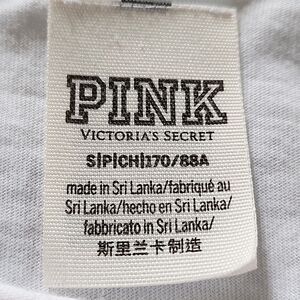 PINK
VICTORIA'S SECRET
S|P|CH|170/88A
made in Sri Lanka/fabriqué au
Sri Lanka/hecho en Sri Lanka/
fabbricato in Sri Lanka/
斯里兰卡制造